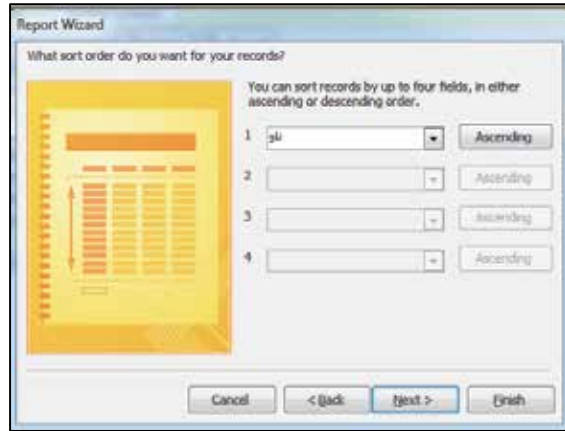 Report Wizard
What sort order do you want for your records?
You can sort records by up to four fields, in either
ascending or descending order.
1 ناو Ascending
2 Ascending
3 Ascending
4 Ascending
Cancel < Back Next > Finish